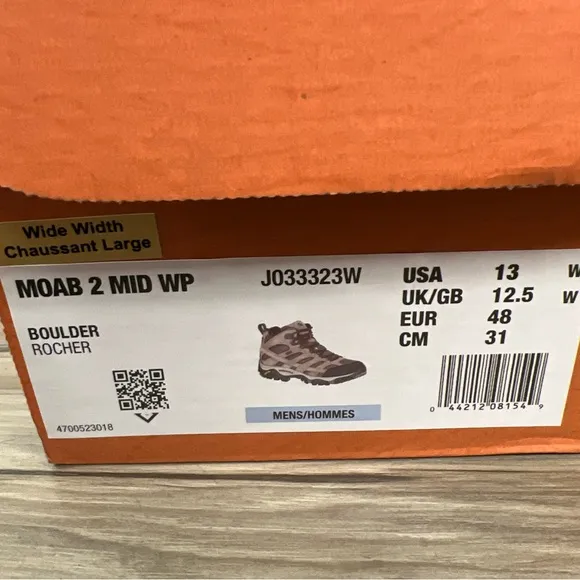 Wide Width
Chaussant Large
MOAB 2 MID WP
J033323W
BOULDER
ROCHER
4700523018
MENS/HOMMES
USA 13 W
UK/GB 12.5 W
EUR 48
CM 31
0 44212 08154 9